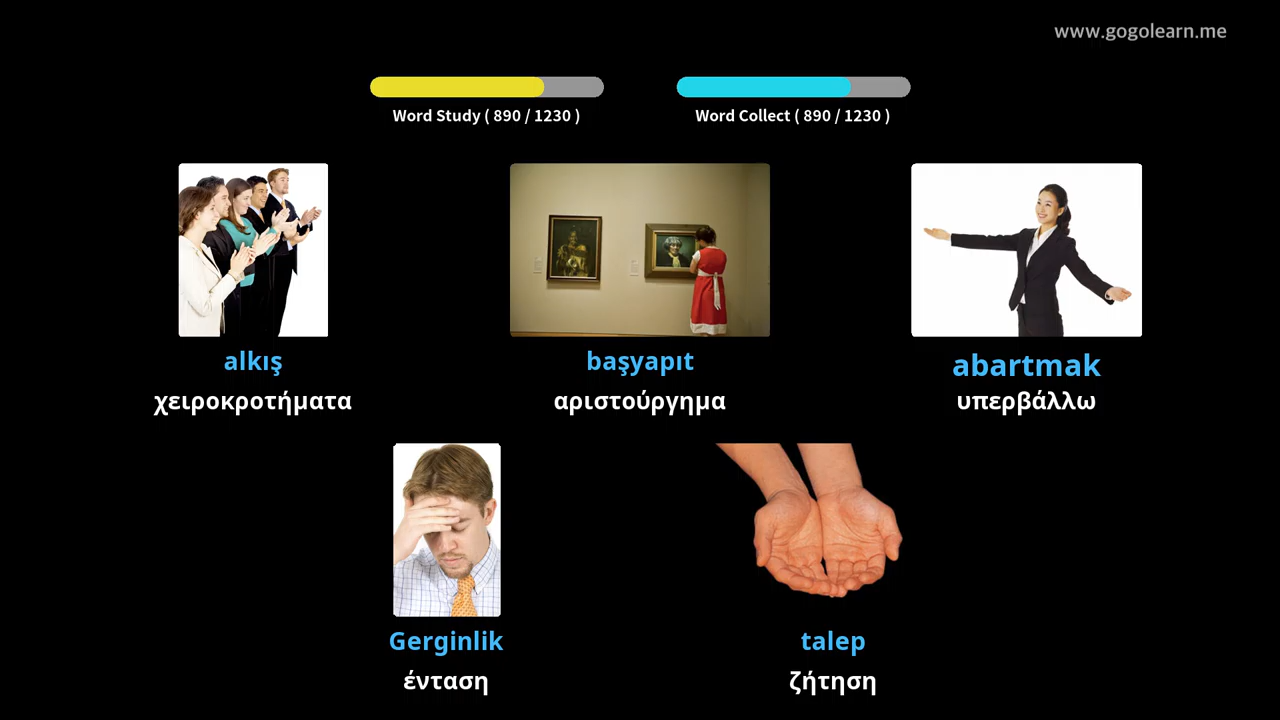 www.gogolearn.me
Word Study ( 890 / 1230 )
Word Collect ( 890 / 1230 )
alkış
başyapıt
abartmak
χειροκροτήματα
αριστούργημα
υπερβάλλω
Gerginlik
talep
ένταση
ζήτηση